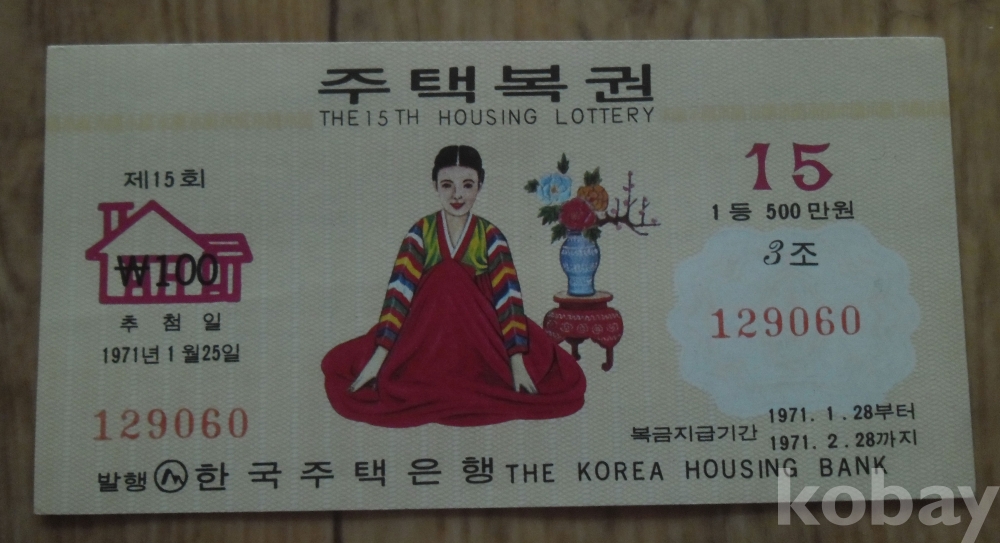 주택복권
THE 15TH HOUSING LOTTERY
제15회
₩100
추첨일
1971년 1월 25일
129060
15
1등 500만원
3조
129060
복금지급기간
1971. 1. 28부터
1971. 2. 28까지
발행 한국주택은행 THE KOREA HOUSING BANK
kobay